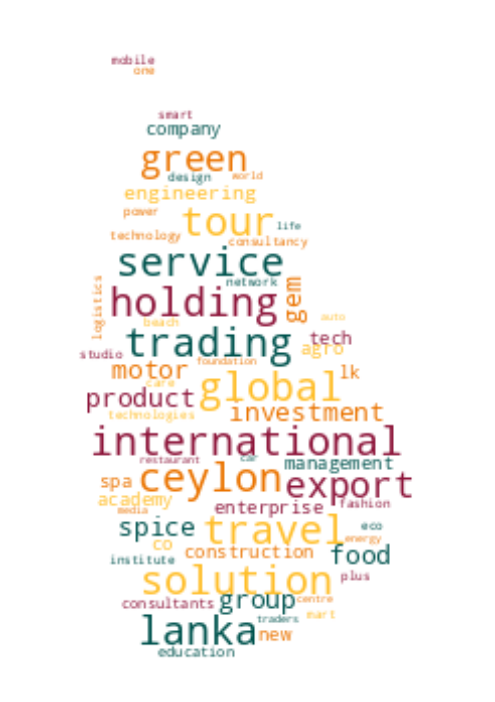 mobile
one
smart
company
green
design world
engineering
power
tour
life
technology
consultancy
service
network
logistics
holding
gem
beach
auto
trading
tech
studio
agro
foundation
motor
lk
care
global
product
technologies
investment
international
restaurant
car
management
spa
ceylon
export
academy
enterprise
fashion
media
spice
travel
eco
co
energy
construction
food
institute
solution
plus
consultants
group
centre
mart
lanka
traders
new
education